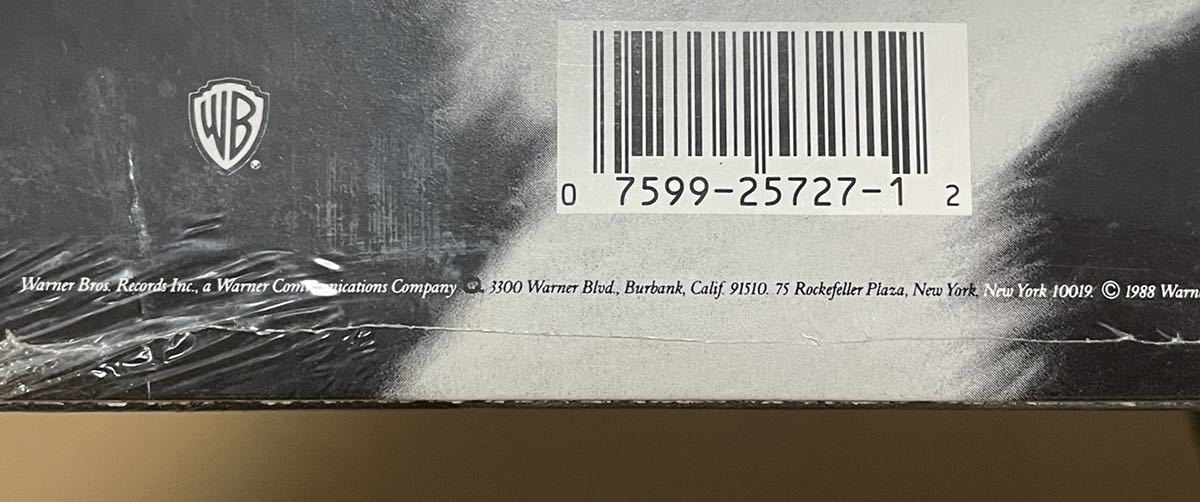 WB®
0 7599-25727-1 2
Warner Bros. Records Inc., a Warner Communications Company 3300 Warner Blvd., Burbank, Calif. 91510. 75 Rockefeller Plaza, New York, New York 10019. © 1988 Warn